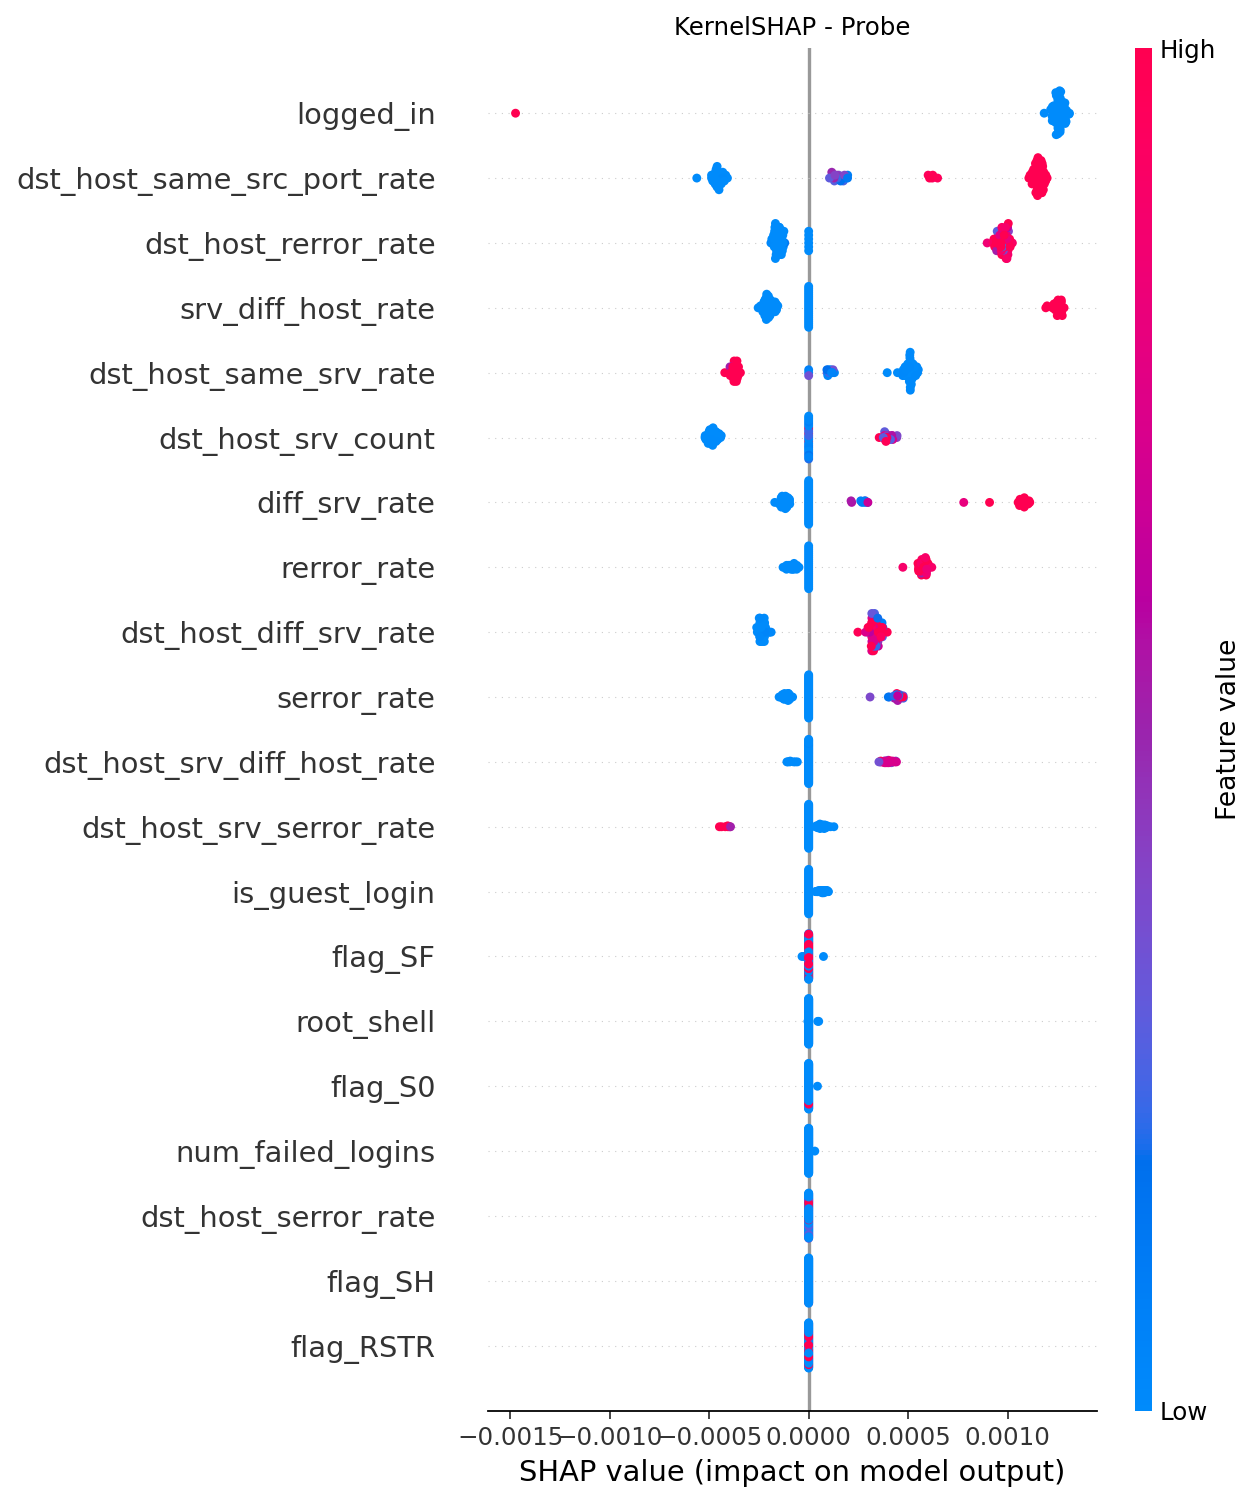 KernelSHAP - Probe
High
logged_in
dst_host_same_src_port_rate
dst_host_rerror_rate
srv_diff_host_rate
dst_host_same_srv_rate
dst_host_srv_count
diff_srv_rate
rerror_rate
dst_host_diff_srv_rate
serror_rate
dst_host_srv_diff_host_rate
dst_host_srv_serror_rate
is_guest_login
flag_SF
root_shell
flag_S0
num_failed_logins
dst_host_serror_rate
flag_SH
flag_RSTR
Feature value
Low
−0.0015 −0.0010 −0.0005 0.0000 0.0005 0.0010
SHAP value (impact on model output)